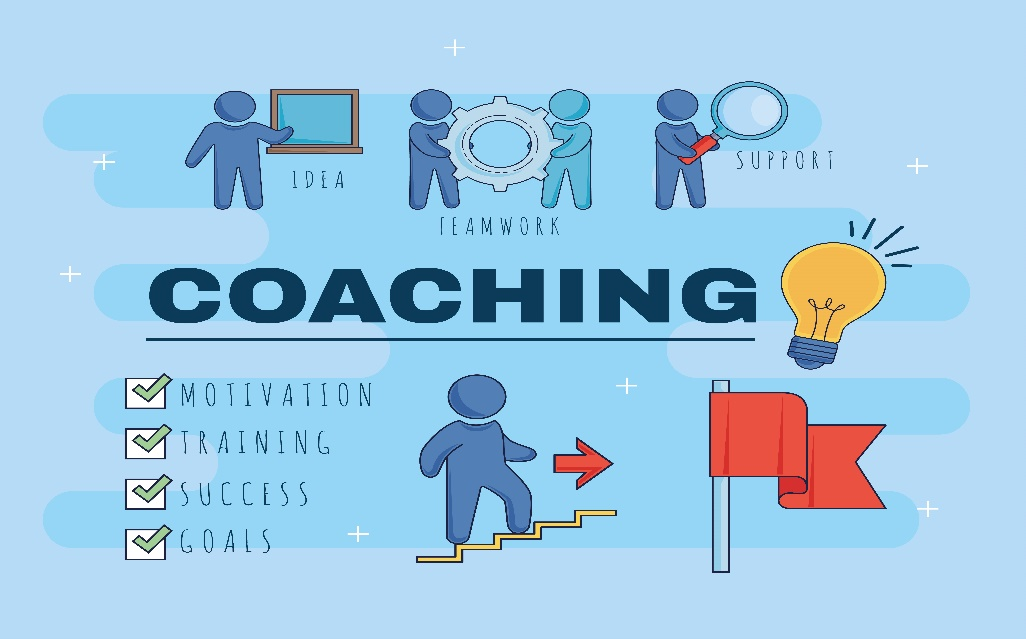 IDEA
TEAMWORK
SUPPORT
COACHING
MOTIVATION
TRAINING
SUCCESS
GOALS